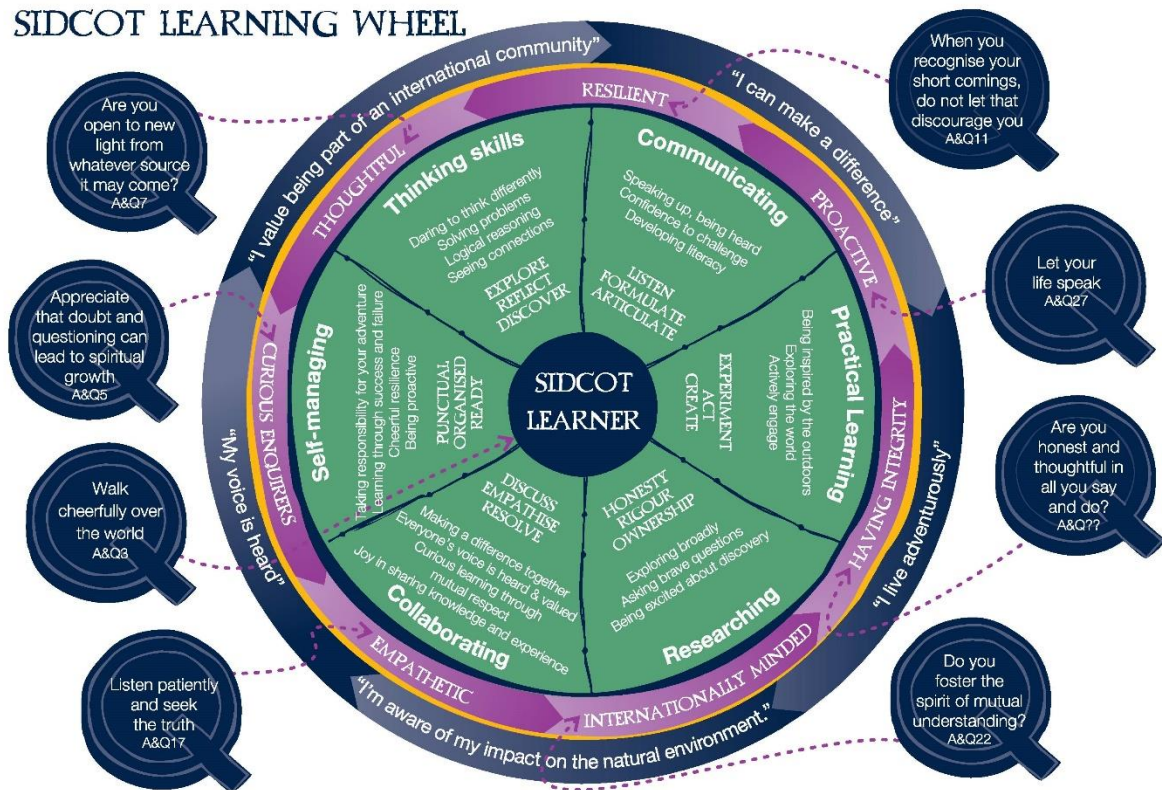 SIDCOT LEARNING WHEEL
Are you
open to new
light from
whatever source
it may come?
A&Q7
Appreciate
that doubt and
questioning can
lead to spiritual
growth
A&Q5
Walk
cheerfully over
the world
A&Q3
Listen patiently
and seek
the truth
A&Q17
When you
recognise your
short comings,
do not let that
discourage you
A&Q11
Let your
life speak
A&Q27
Are you
honest and
thoughtful in
all you say
and do?
A&Q??
Do you
foster the
spirit of mutual
understanding?
A&Q22
"I value being part of an international community"
"I can make a difference"
"I live adventurously"
"I'm aware of my impact on the natural environment."
"My voice is heard"
RESILIENT
PROACTIVE
HAVING INTEGRITY
INTERNATIONALLY MINDED
EMPATHETIC
CURIOUS ENQUIRERS
THOUGHTFUL
Thinking skills
Daring to think differently
Solving problems
Logical reasoning
Seeing connections
EXPLORE
REFLECT
DISCOVER
Communicating
Speaking up, being heard
Confidence to challenge
Developing literacy
LISTEN
FORMULATE
ARTICULATE
Practical Learning
Being inspired by the outdoors
Exploring the world
Actively engage
EXPERIMENT
ACT
CREATE
HONESTY
RIGOUR
OWNERSHIP
Exploring broadly
Asking brave questions
Being excited about discovery
Researching
DISCUSS
EMPATHISE
RESOLVE
Making a difference together
Everyone's voice is heard & valued
Curious learning through
mutual respect
Joy in sharing knowledge and experience
Collaborating
Self-managing
Taking responsibility for your adventure
Learning through success and failure
Cheerful resilience
Being proactive
PUNCTUAL
ORGANISED
READY
SIDCOT
LEARNER